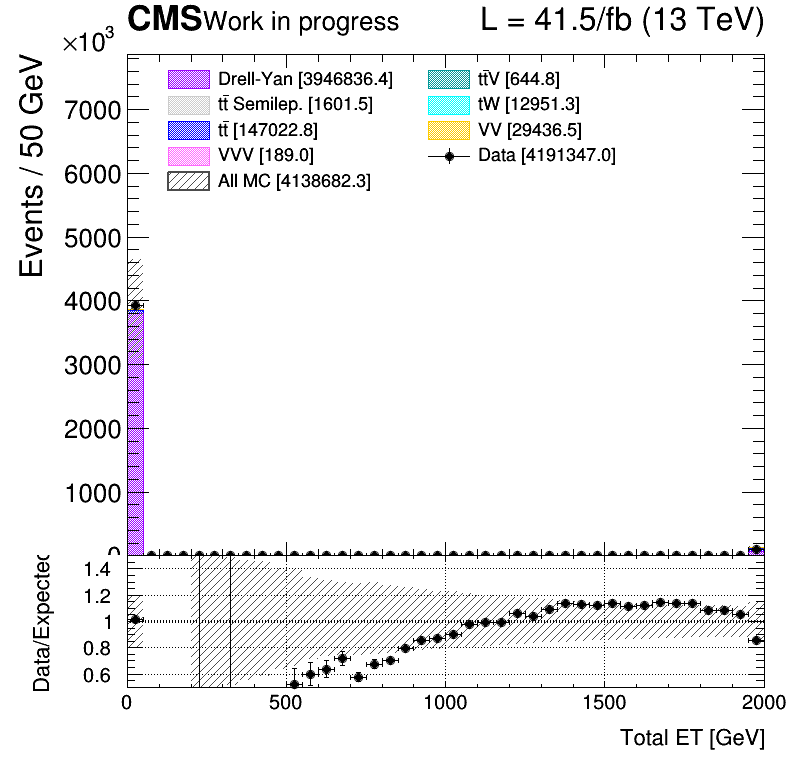 CMS Work in progress L = 41.5/fb (13 TeV)
×10³
Drell-Yan [3946836.4] tt̄V [644.8]
tt̄ Semilep. [1601.5] tW [12951.3]
tt̄ [147022.8] VV [29436.5]
VVV [189.0] Data [4191347.0]
All MC [4138682.3]
Events / 50 GeV
7000
6000
5000
4000
3000
2000
1000
0
Data/Expected
1.4
1.2
1
0.8
0.6
0 500 1000 1500 2000
Total ET [GeV]